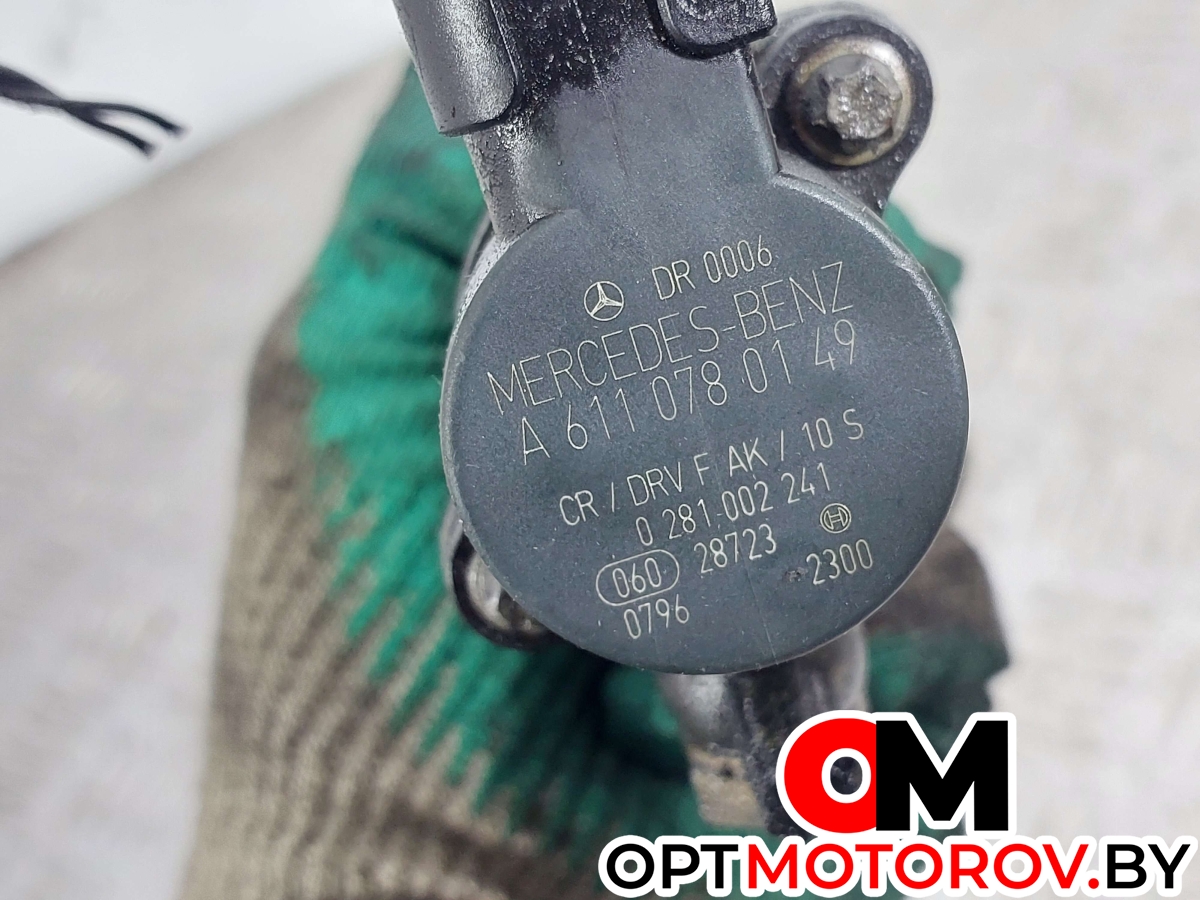 DR 0006
MERCEDES-BENZ
A 611 078 01 49
CR / DRV F AK / 10 S
0 281 002 241
060 28723
0796 2300
OM
OPTMOTOROV.BY